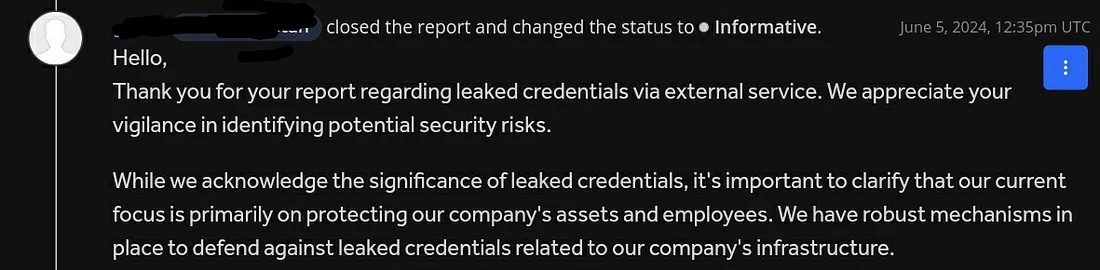 closed the report and changed the status to Informative.
June 5, 2024, 12:35pm UTC
Hello,
Thank you for your report regarding leaked credentials via external service. We appreciate your
vigilance in identifying potential security risks.
While we acknowledge the significance of leaked credentials, it's important to clarify that our current
focus is primarily on protecting our company's assets and employees. We have robust mechanisms in
place to defend against leaked credentials related to our company's infrastructure.